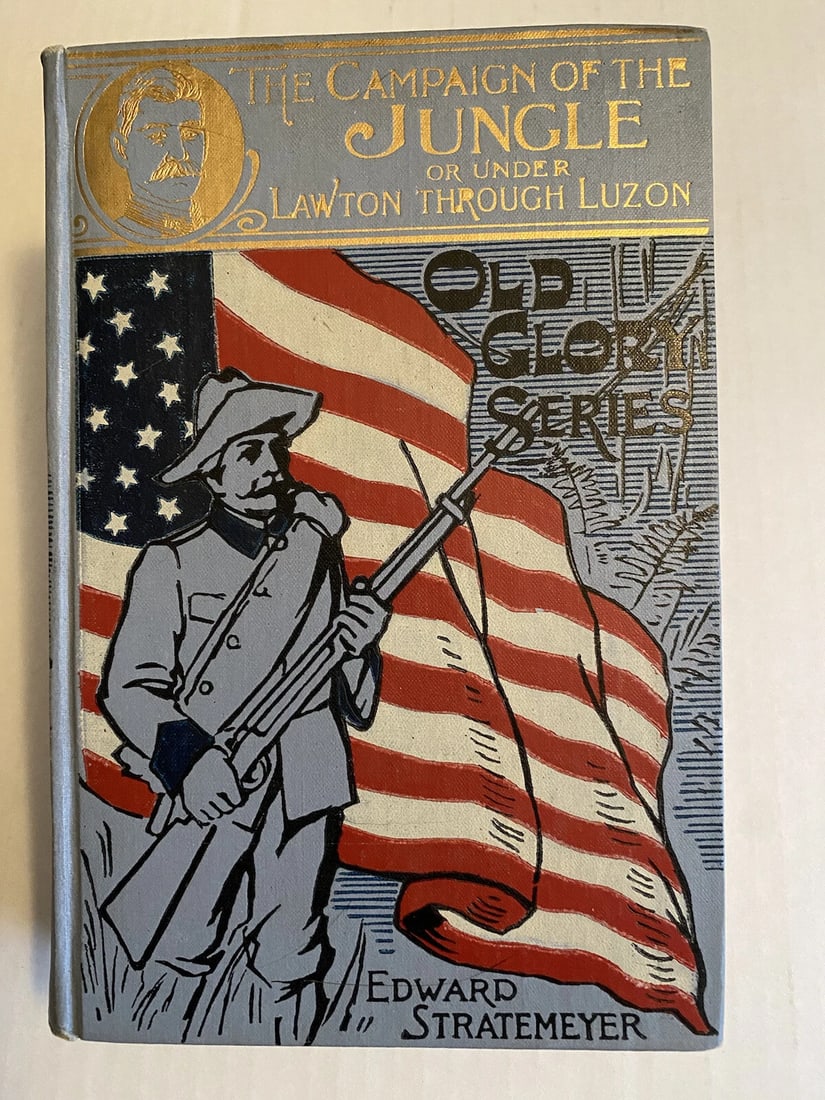 THE CAMPAIGN OF THE
JUNGLE
OR UNDER
LAWTON THROUGH LUZON
OLD
GLORY
SERIES
EDWARD
STRATEMEYER